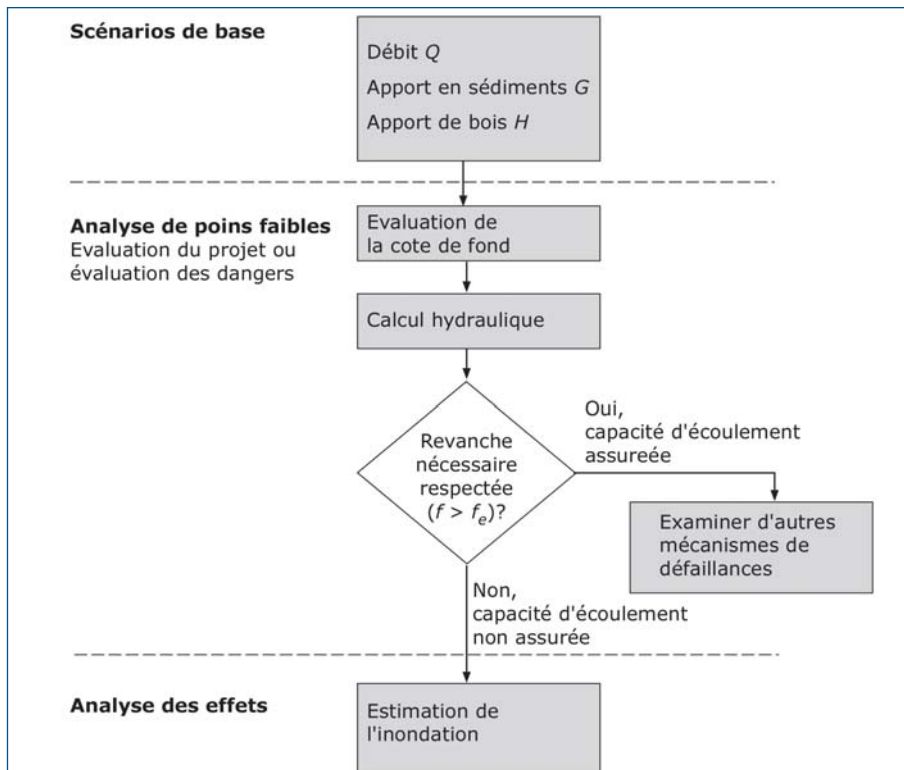 Scénarios de base
Débit Q
Apport en sédiments G
Apport de bois H
Analyse de poins faibles
Evaluation du projet ou
évaluation des dangers
Evaluation de
la cote de fond
Calcul hydraulique
Revanche
nécessaire
respectée
(f > fe)?
Oui,
capacité d'écoulement
assureée
Examiner d'autres
mécanismes de
défaillances
Non,
capacité d'écoulement
non assurée
Analyse des effets
Estimation de
l'inondation